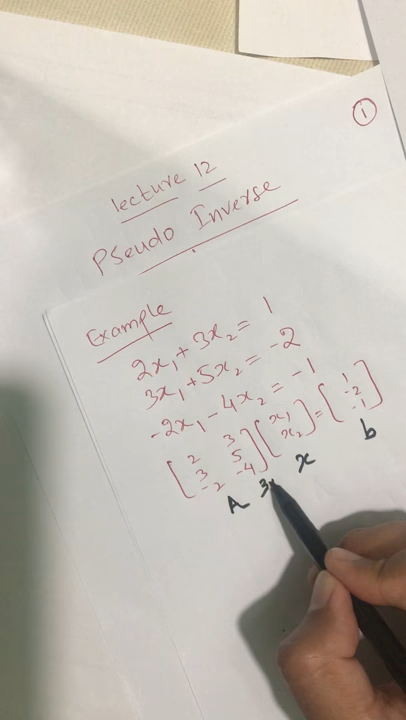 1
lecture 12
Pseudo Inverse
Example
2x₁ + 3x₂ = 1
3x₁ + 5x₂ = -2
-2x₁ - 4x₂ = -1
[2 3; 3 5; -2 -4] [x₁; x₂] = [1; -2; -1]
A 3x x b